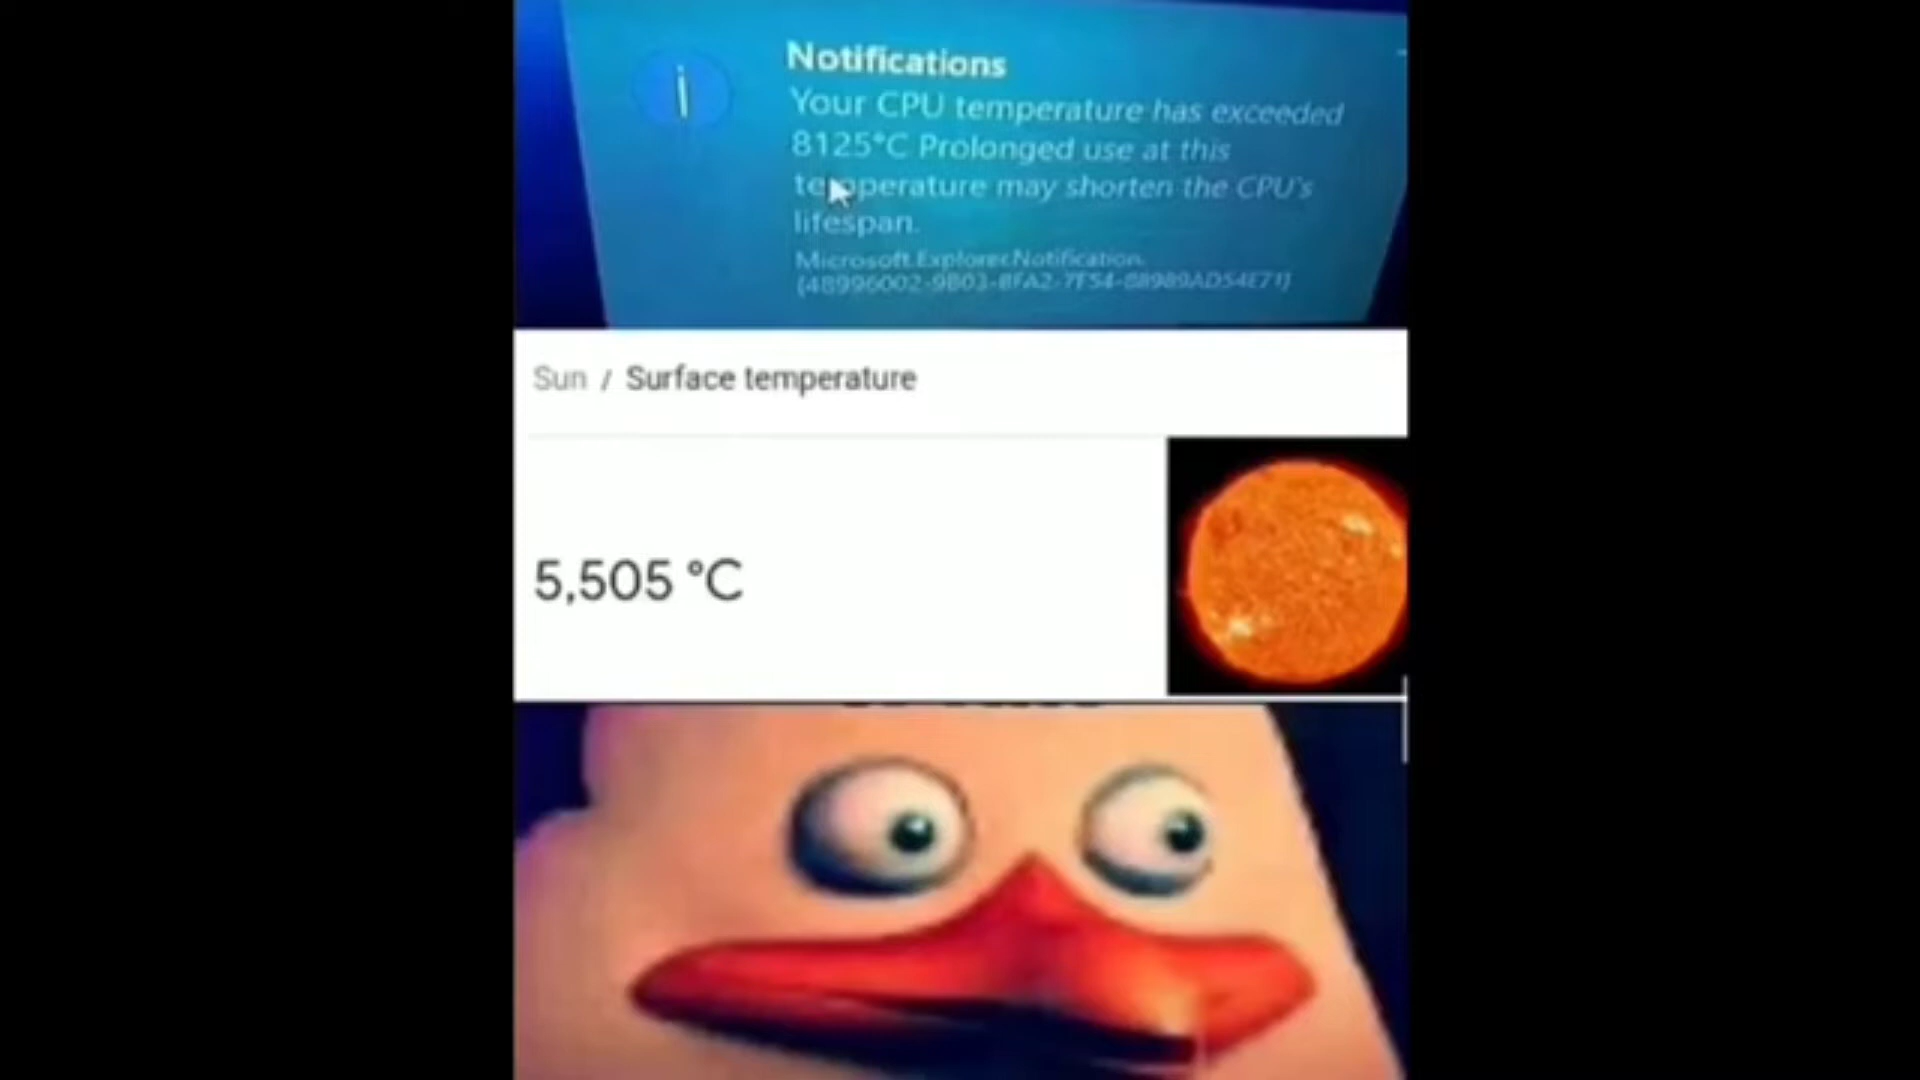 Notifications
Your CPU temperature has exceeded
8125°C Prolonged use at this
temperature may shorten the CPU's
lifespan.
Microsoft.Explorer.Notification.
Sun / Surface temperature
5,505 °C